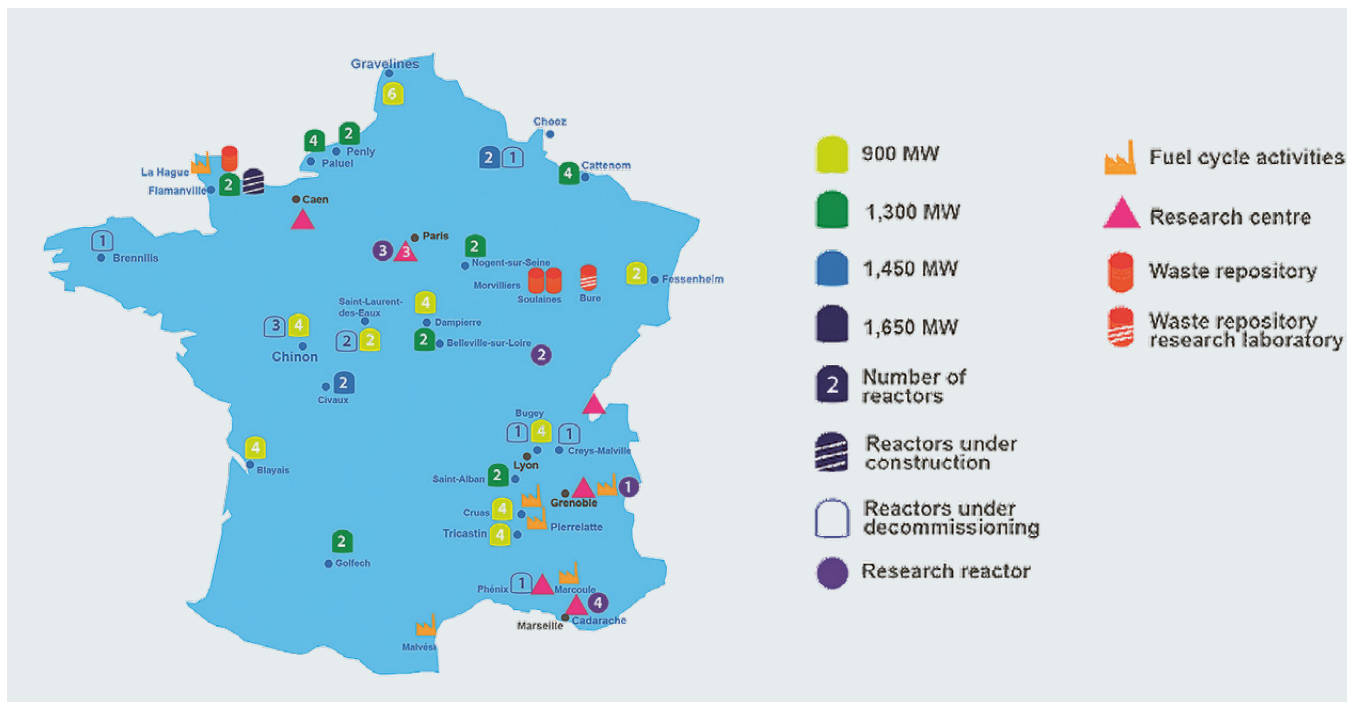 Gravelines
6
Chooz
4
2
Penly
Paluel
2
1
Cattenom
4
La Hague
Flamanville
2
Caen
1
Brennilis
Paris
3
3
2
Nogent-sur-Seine
Morvilliers
Soulaines
Bure
2
Fessenheim
Saint-Laurent-
des-Eaux
4
Dampierre
3
4
Chinon
2
2
2
Belleville-sur-Loire
2
2
Civaux
Bugey
1
4
1
Creys-Malville
Lyon
4
Blayais
Saint-Alban
2
Grenoble
1
Cruas
4
Pierrelatte
Tricastin
4
2
Golfech
Phénix
1
Marcoule
4
Marseille
Cadarache
Malvési
900 MW
1,300 MW
1,450 MW
1,650 MW
2
Number of
reactors
Reactors under
construction
Reactors under
decommissioning
Research reactor
Fuel cycle activities
Research centre
Waste repository
Waste repository
research laboratory